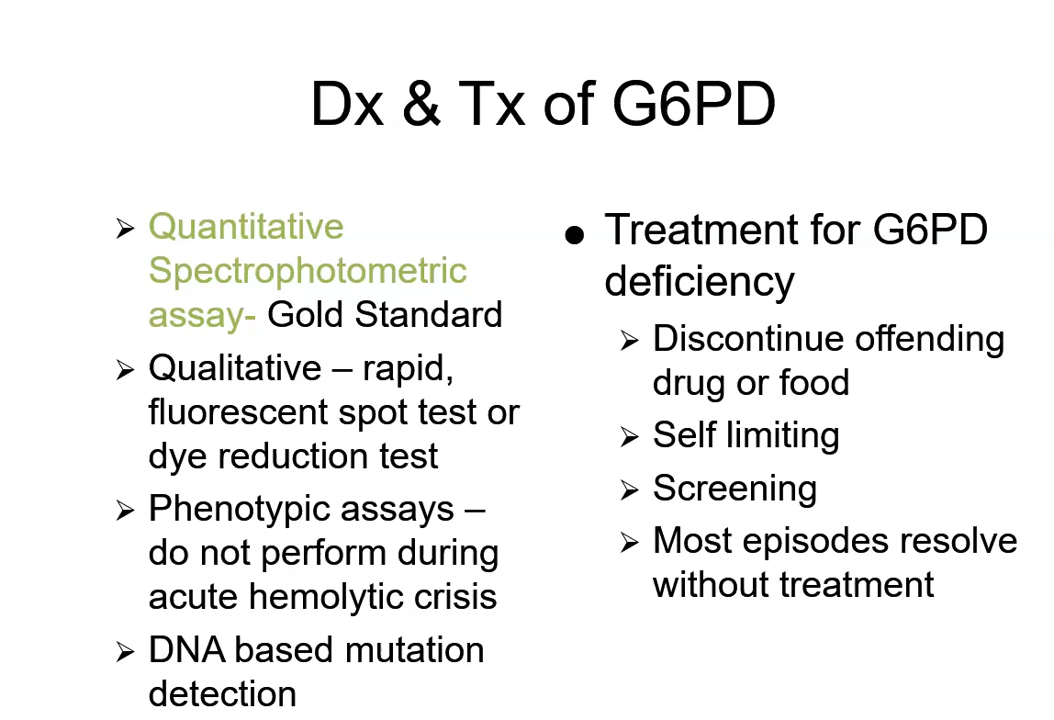 Dx & Tx of G6PD
➢ Quantitative
Spectrophotometric
assay- Gold Standard
➢ Qualitative – rapid,
fluorescent spot test or
dye reduction test
➢ Phenotypic assays –
do not perform during
acute hemolytic crisis
➢ DNA based mutation
detection
● Treatment for G6PD
deficiency
➢ Discontinue offending
drug or food
➢ Self limiting
➢ Screening
➢ Most episodes resolve
without treatment